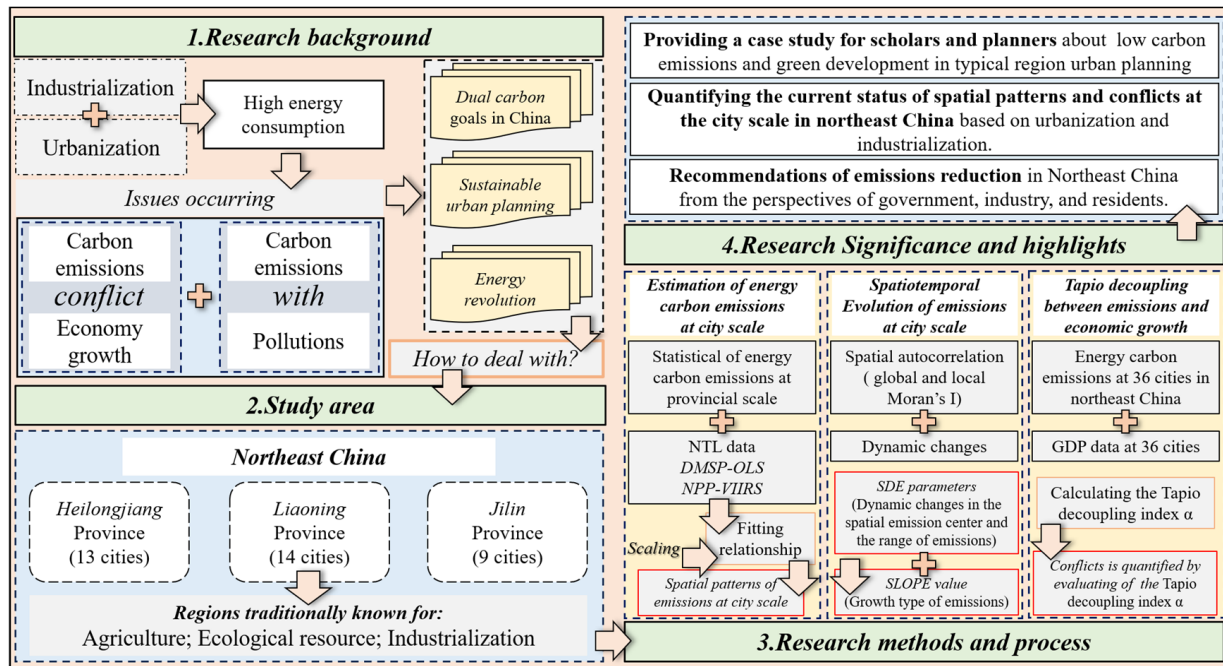 1.Research background
Industrialization
Urbanization
High energy
consumption
Issues occurring
Carbon
emissions
conflict
Economy
growth
Carbon
emissions
with
Pollutions
Dual carbon
goals in China
Sustainable
urban planning
Energy
revolution
How to deal with?
2.Study area
Northeast China
Heilongjiang
Province
(13 cities)
Liaoning
Province
(14 cities)
Jilin
Province
(9 cities)
Regions traditionally known for:
Agriculture; Ecological resource; Industrialization
3.Research methods and process
Estimation of energy
carbon emissions
at city scale
Statistical of energy
carbon emissions at
provincial scale
NTL data
DMSP-OLS
NPP-VIIRS
Scaling
Fitting
relationship
Spatial patterns of
emissions at city scale
Spatiotemporal
Evolution of emissions
at city scale
Spatial autocorrelation
( global and local
Moran's I)
Dynamic changes
SDE parameters
(Dynamic changes in the
spatial emission center and
the range of emissions)
SLOPE value
(Growth type of emissions)
Tapio decoupling
between emissions and
economic growth
Energy carbon
emissions at 36 cities in
northeast China
GDP data at 36 cities
Calculating the Tapio
decoupling index α
Conflicts is quantified by
evaluating of the Tapio
decoupling index α
4.Research Significance and highlights
Providing a case study for scholars and planners about low carbon
emissions and green development in typical region urban planning
Quantifying the current status of spatial patterns and conflicts at
the city scale in northeast China based on urbanization and
industrialization.
Recommendations of emissions reduction in Northeast China
from the perspectives of government, industry, and residents.